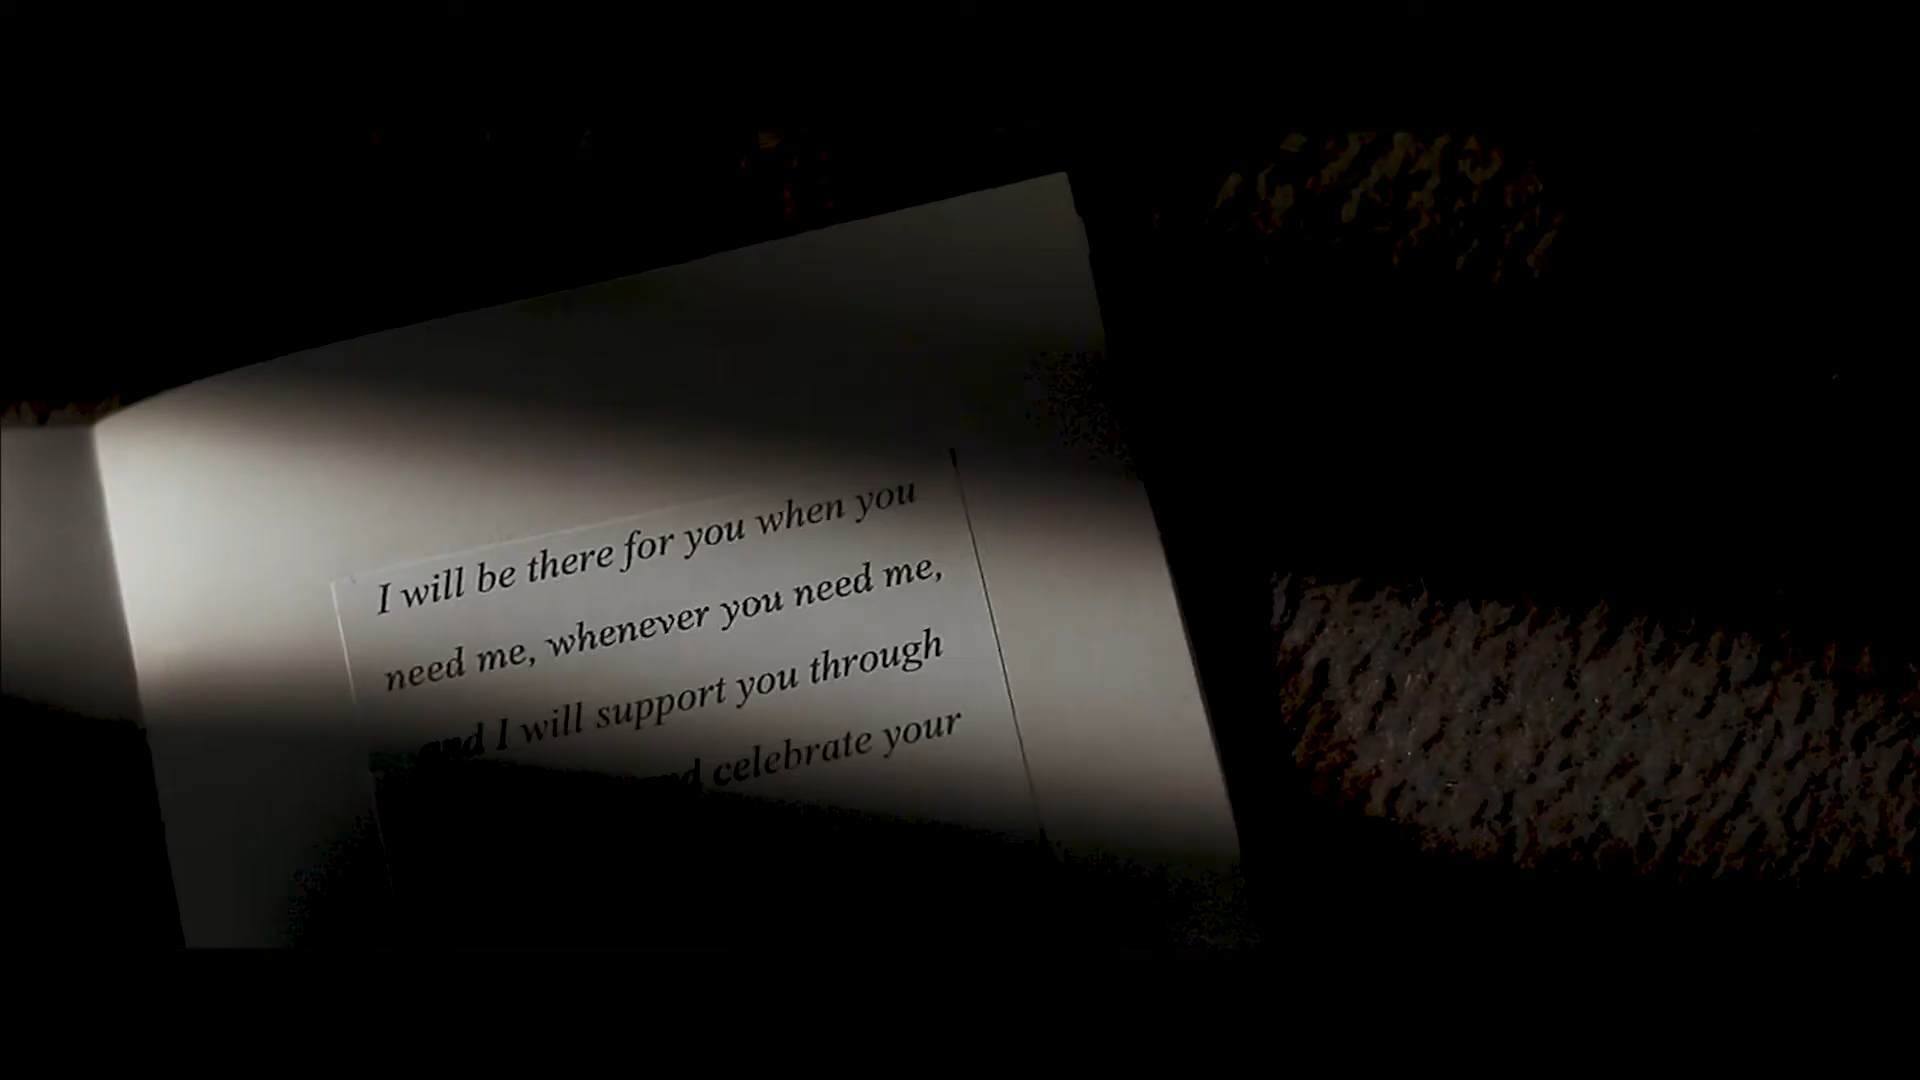 I will be there for you when you
need me, whenever you need me,
and I will support you through
celebrate your